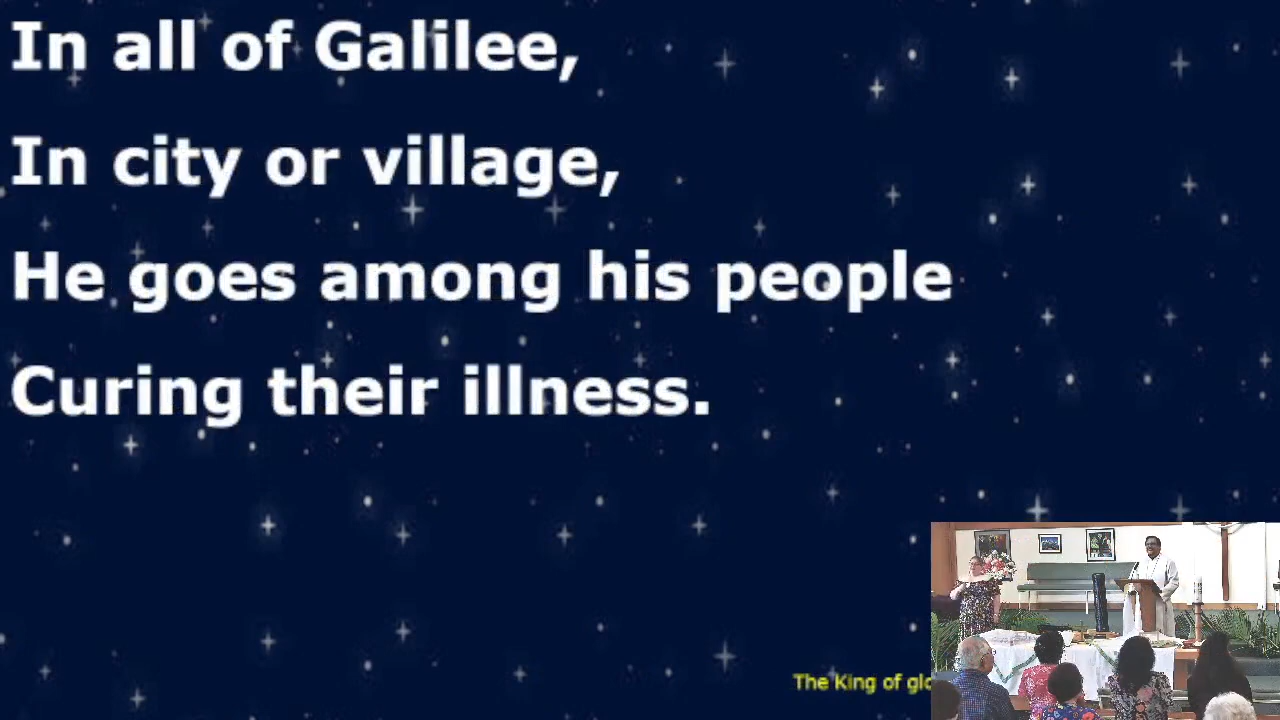 In all of Galilee,
In city or village,
He goes among his people
Curing their illness.
The King of